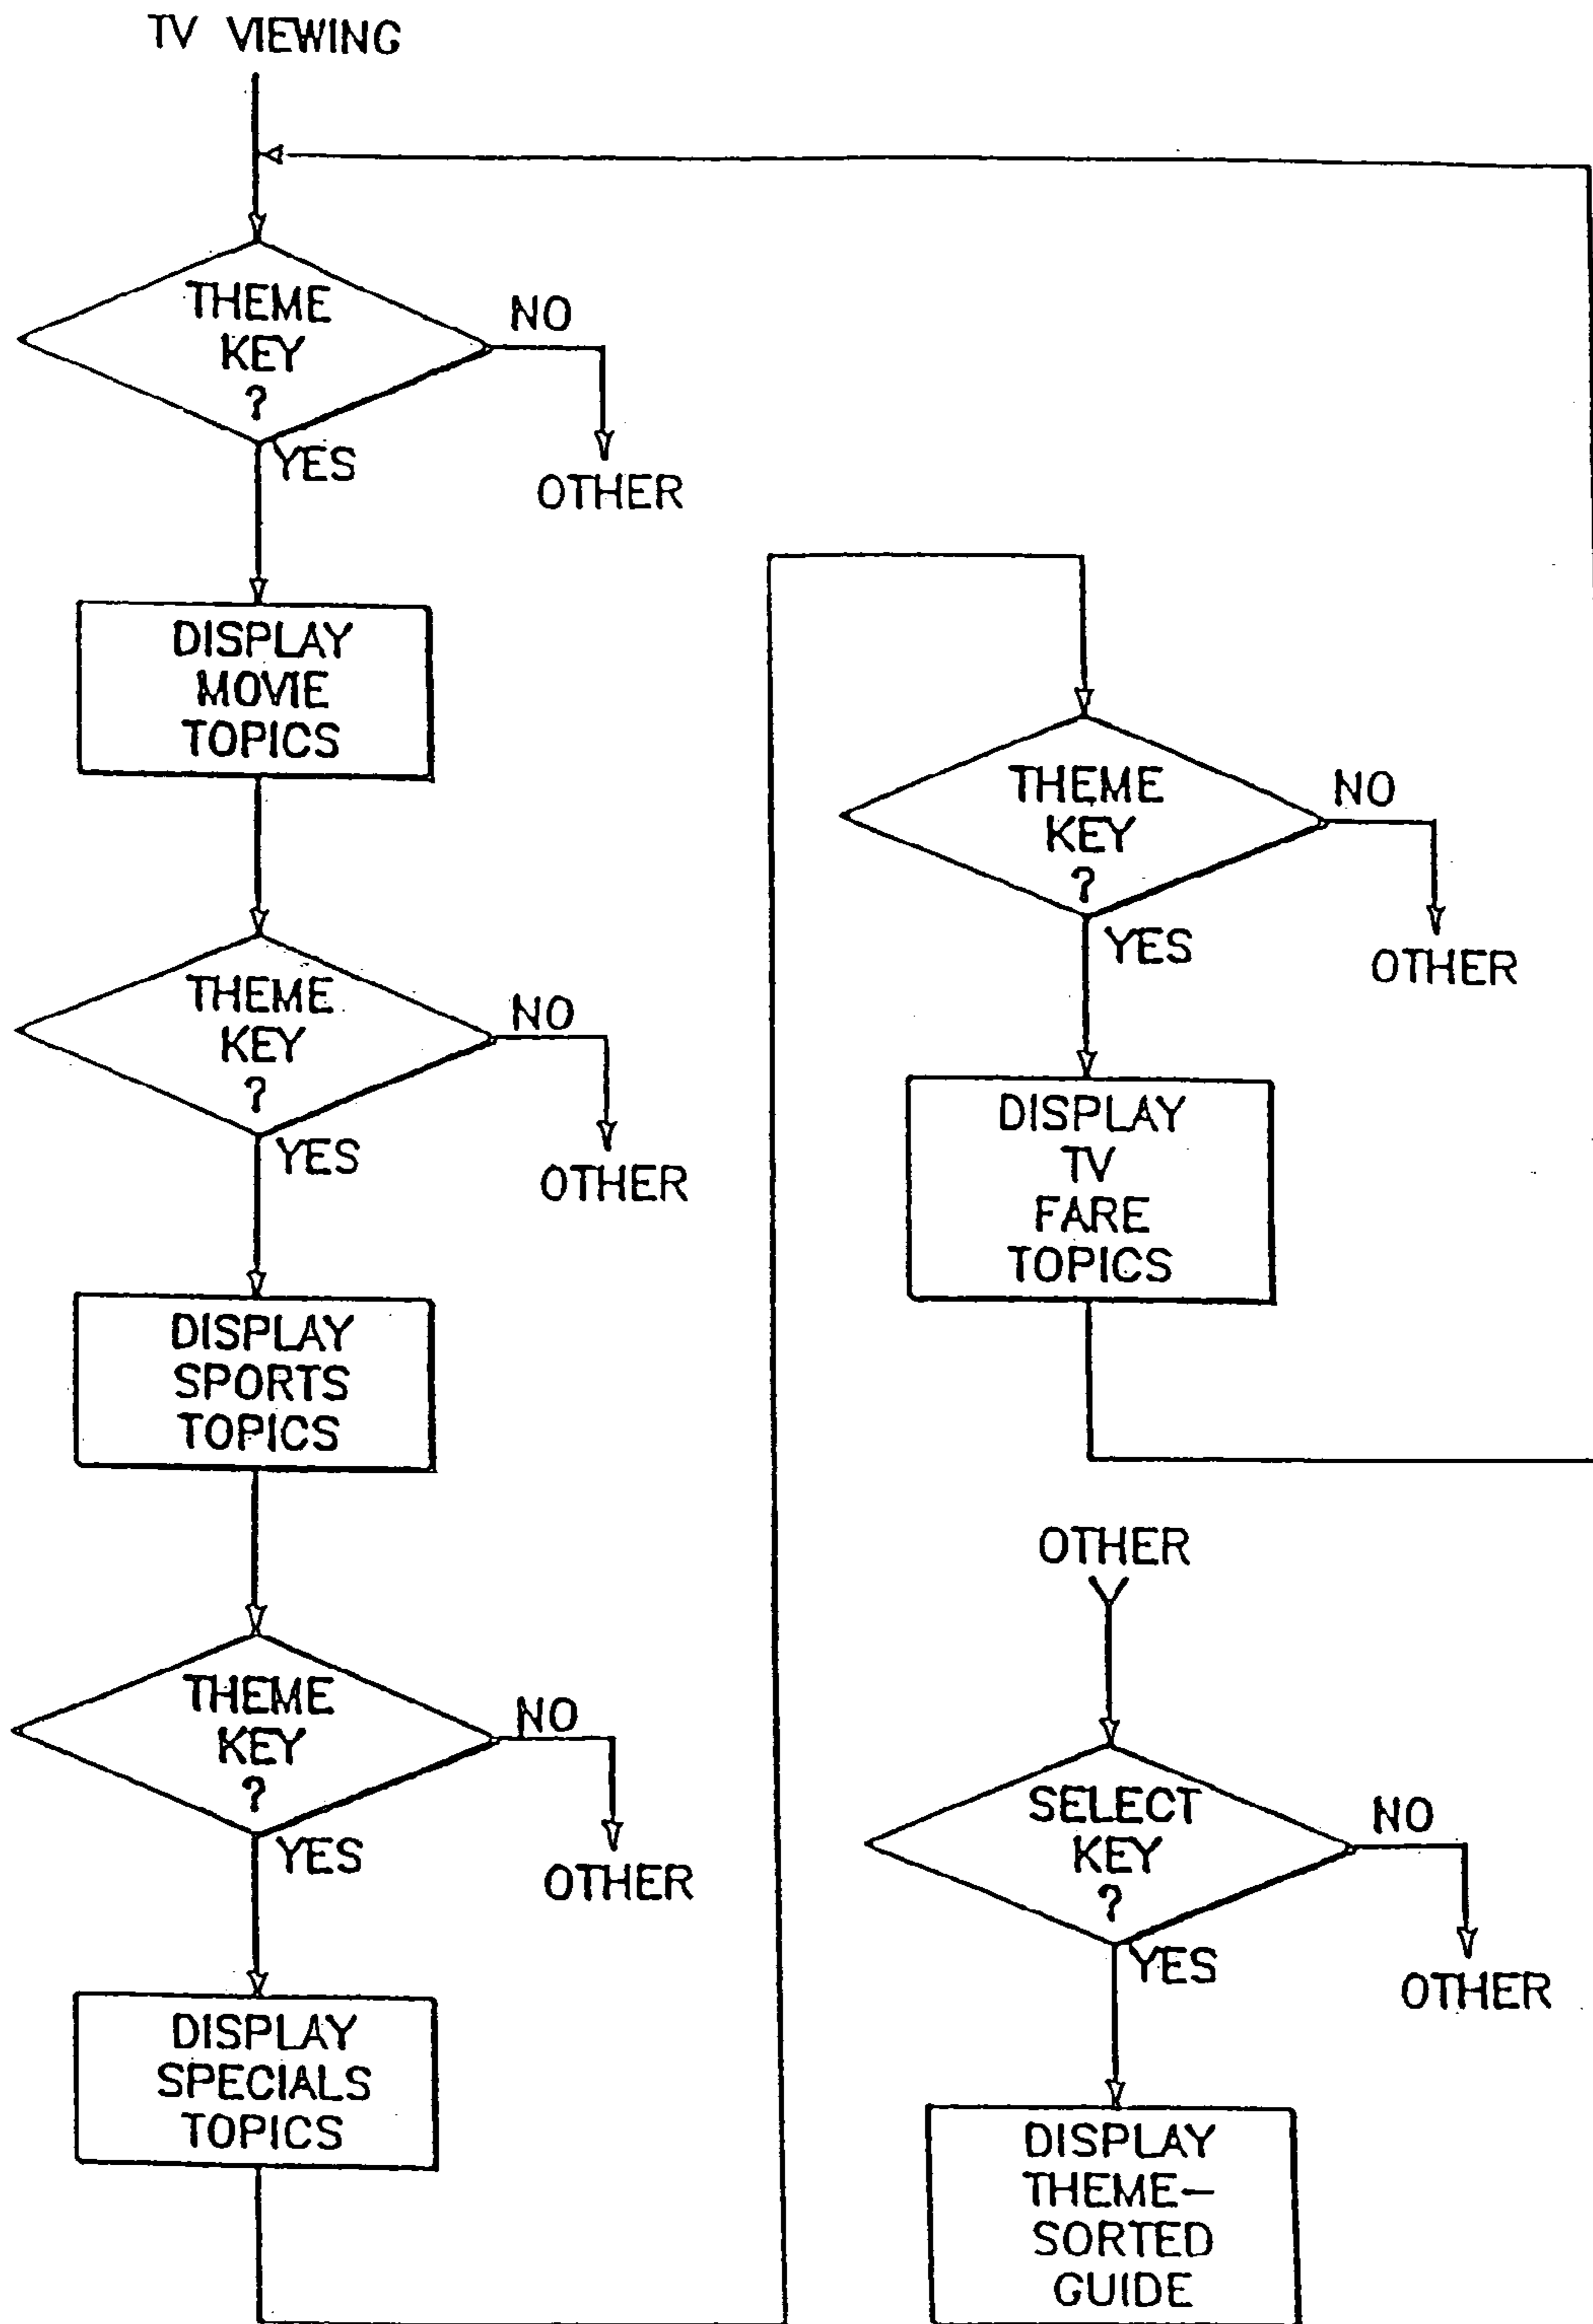 TV VIEWING
THEME
KEY
?
NO
YES
OTHER
DISPLAY
MOVIE
TOPICS
THEME
KEY
?
NO
YES
OTHER
DISPLAY
SPORTS
TOPICS
THEME
KEY
?
NO
YES
OTHER
DISPLAY
SPECIALS
TOPICS
THEME
KEY
?
NO
YES
OTHER
DISPLAY
TV
FARE
TOPICS
OTHER
SELECT
KEY
?
NO
YES
OTHER
DISPLAY
THEME-
SORTED
GUIDE